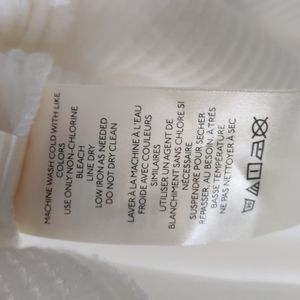 MACHINE WASH COLD WITH LIKE
COLORS
USE ONLY NON-CHLORINE
BLEACH
LINE DRY
LOW IRON AS NEEDED
DO NOT DRY CLEAN
LAVER À LA MACHINE À L'EAU
FROIDE AVEC COULEURS
SIMILAIRES
UTILISER UN AGENT DE
BLANCHIMENT SANS CHLORE SI
NÉCESSAIRE
SUSPENDRE POUR SECHER
REPASSER, AU BESOIN, À TRÈS
BASSE TEMPÉRATURE
NE PAS NETTOYER À SEC